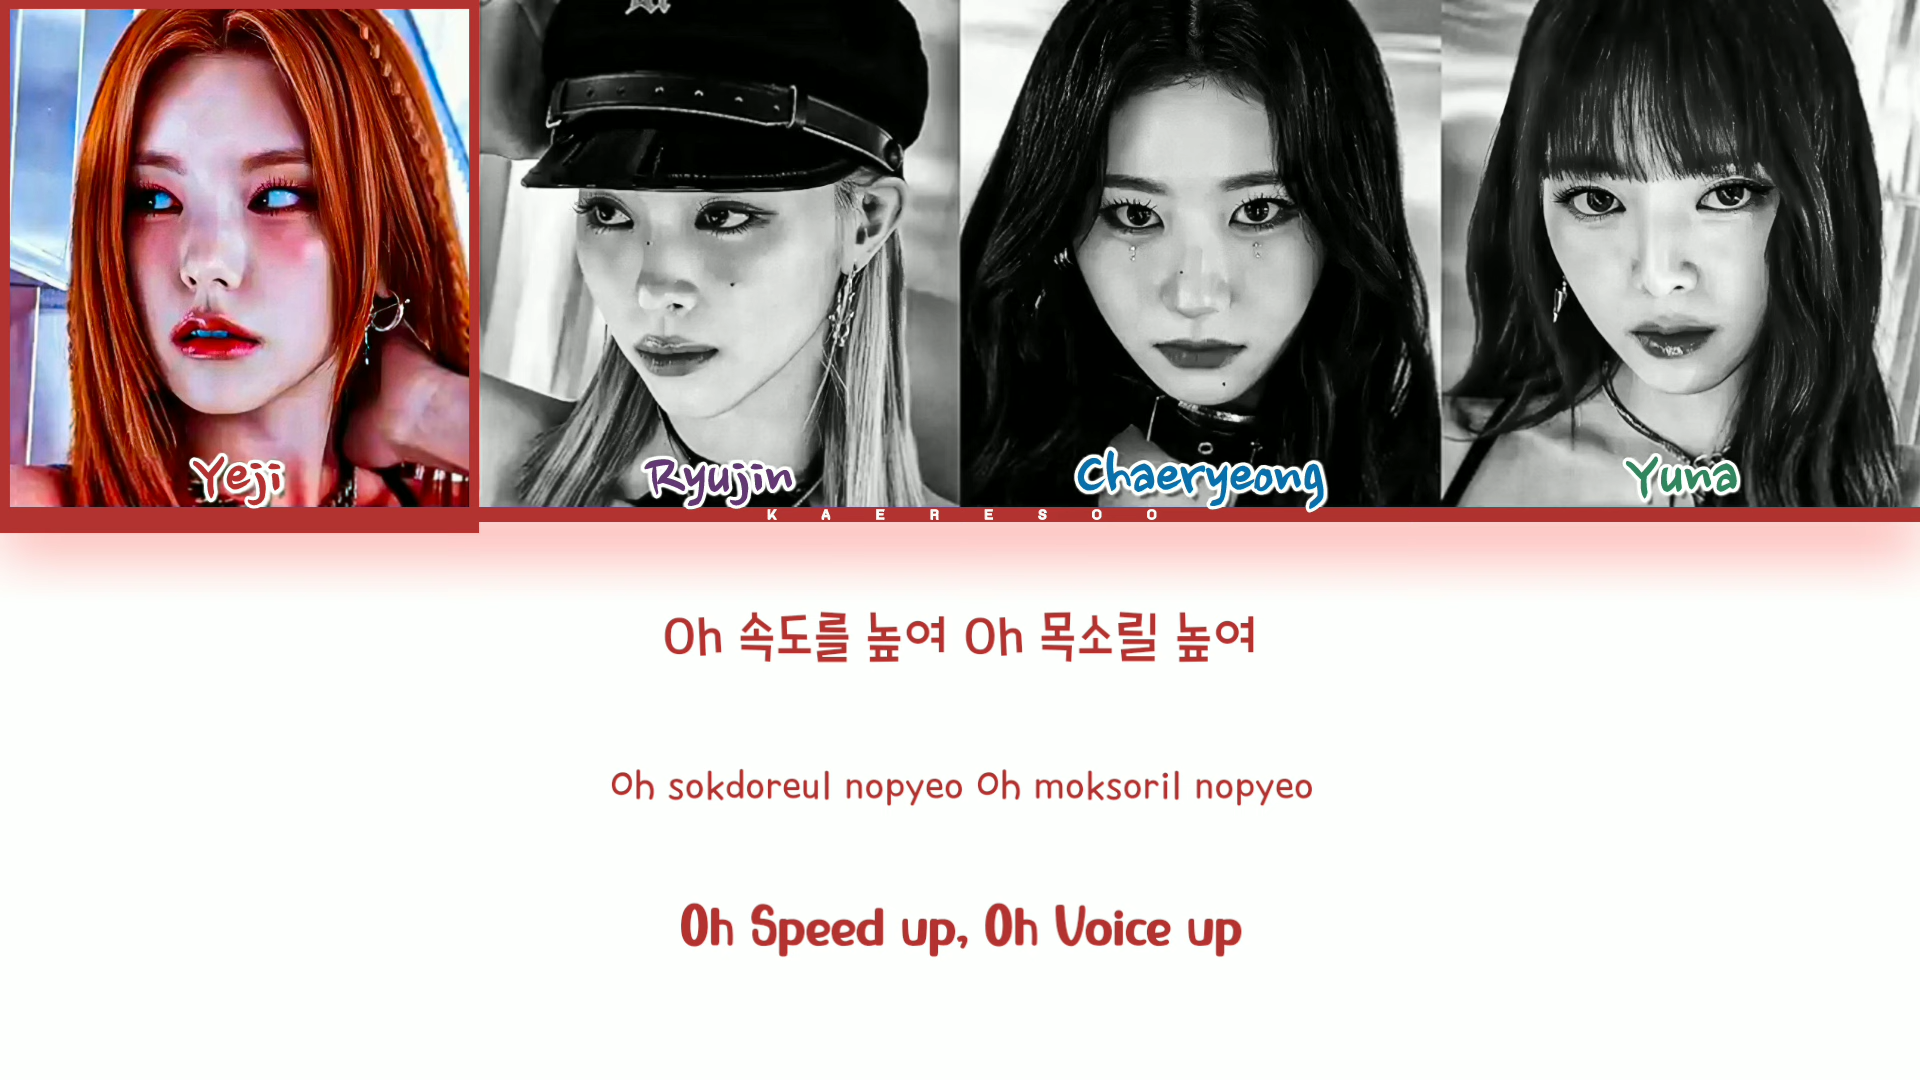 Yeji
Ryujin
Chaeryeong
Yuna
KAERESOO
Oh 속도를 높여 Oh 목소릴 높여
Oh sokdoreul nopyeo Oh moksoril nopyeo
Oh Speed up, Oh Voice up